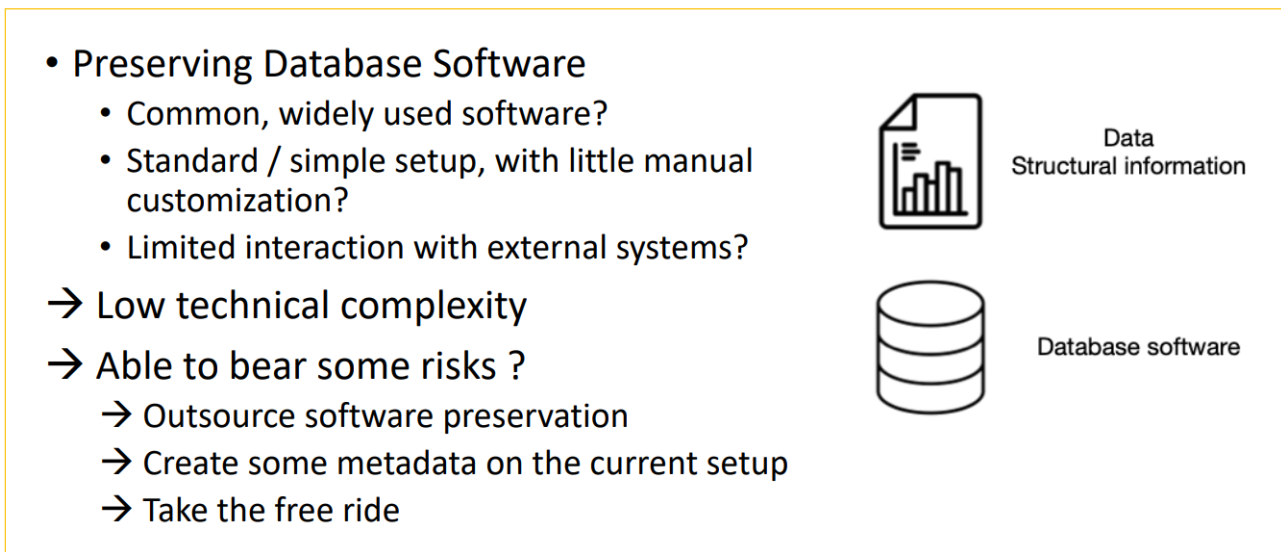 • Preserving Database Software
• Common, widely used software?
• Standard / simple setup, with little manual
customization?
• Limited interaction with external systems?
→ Low technical complexity
→ Able to bear some risks ?
→ Outsource software preservation
→ Create some metadata on the current setup
→ Take the free ride
Data
Structural information
Database software